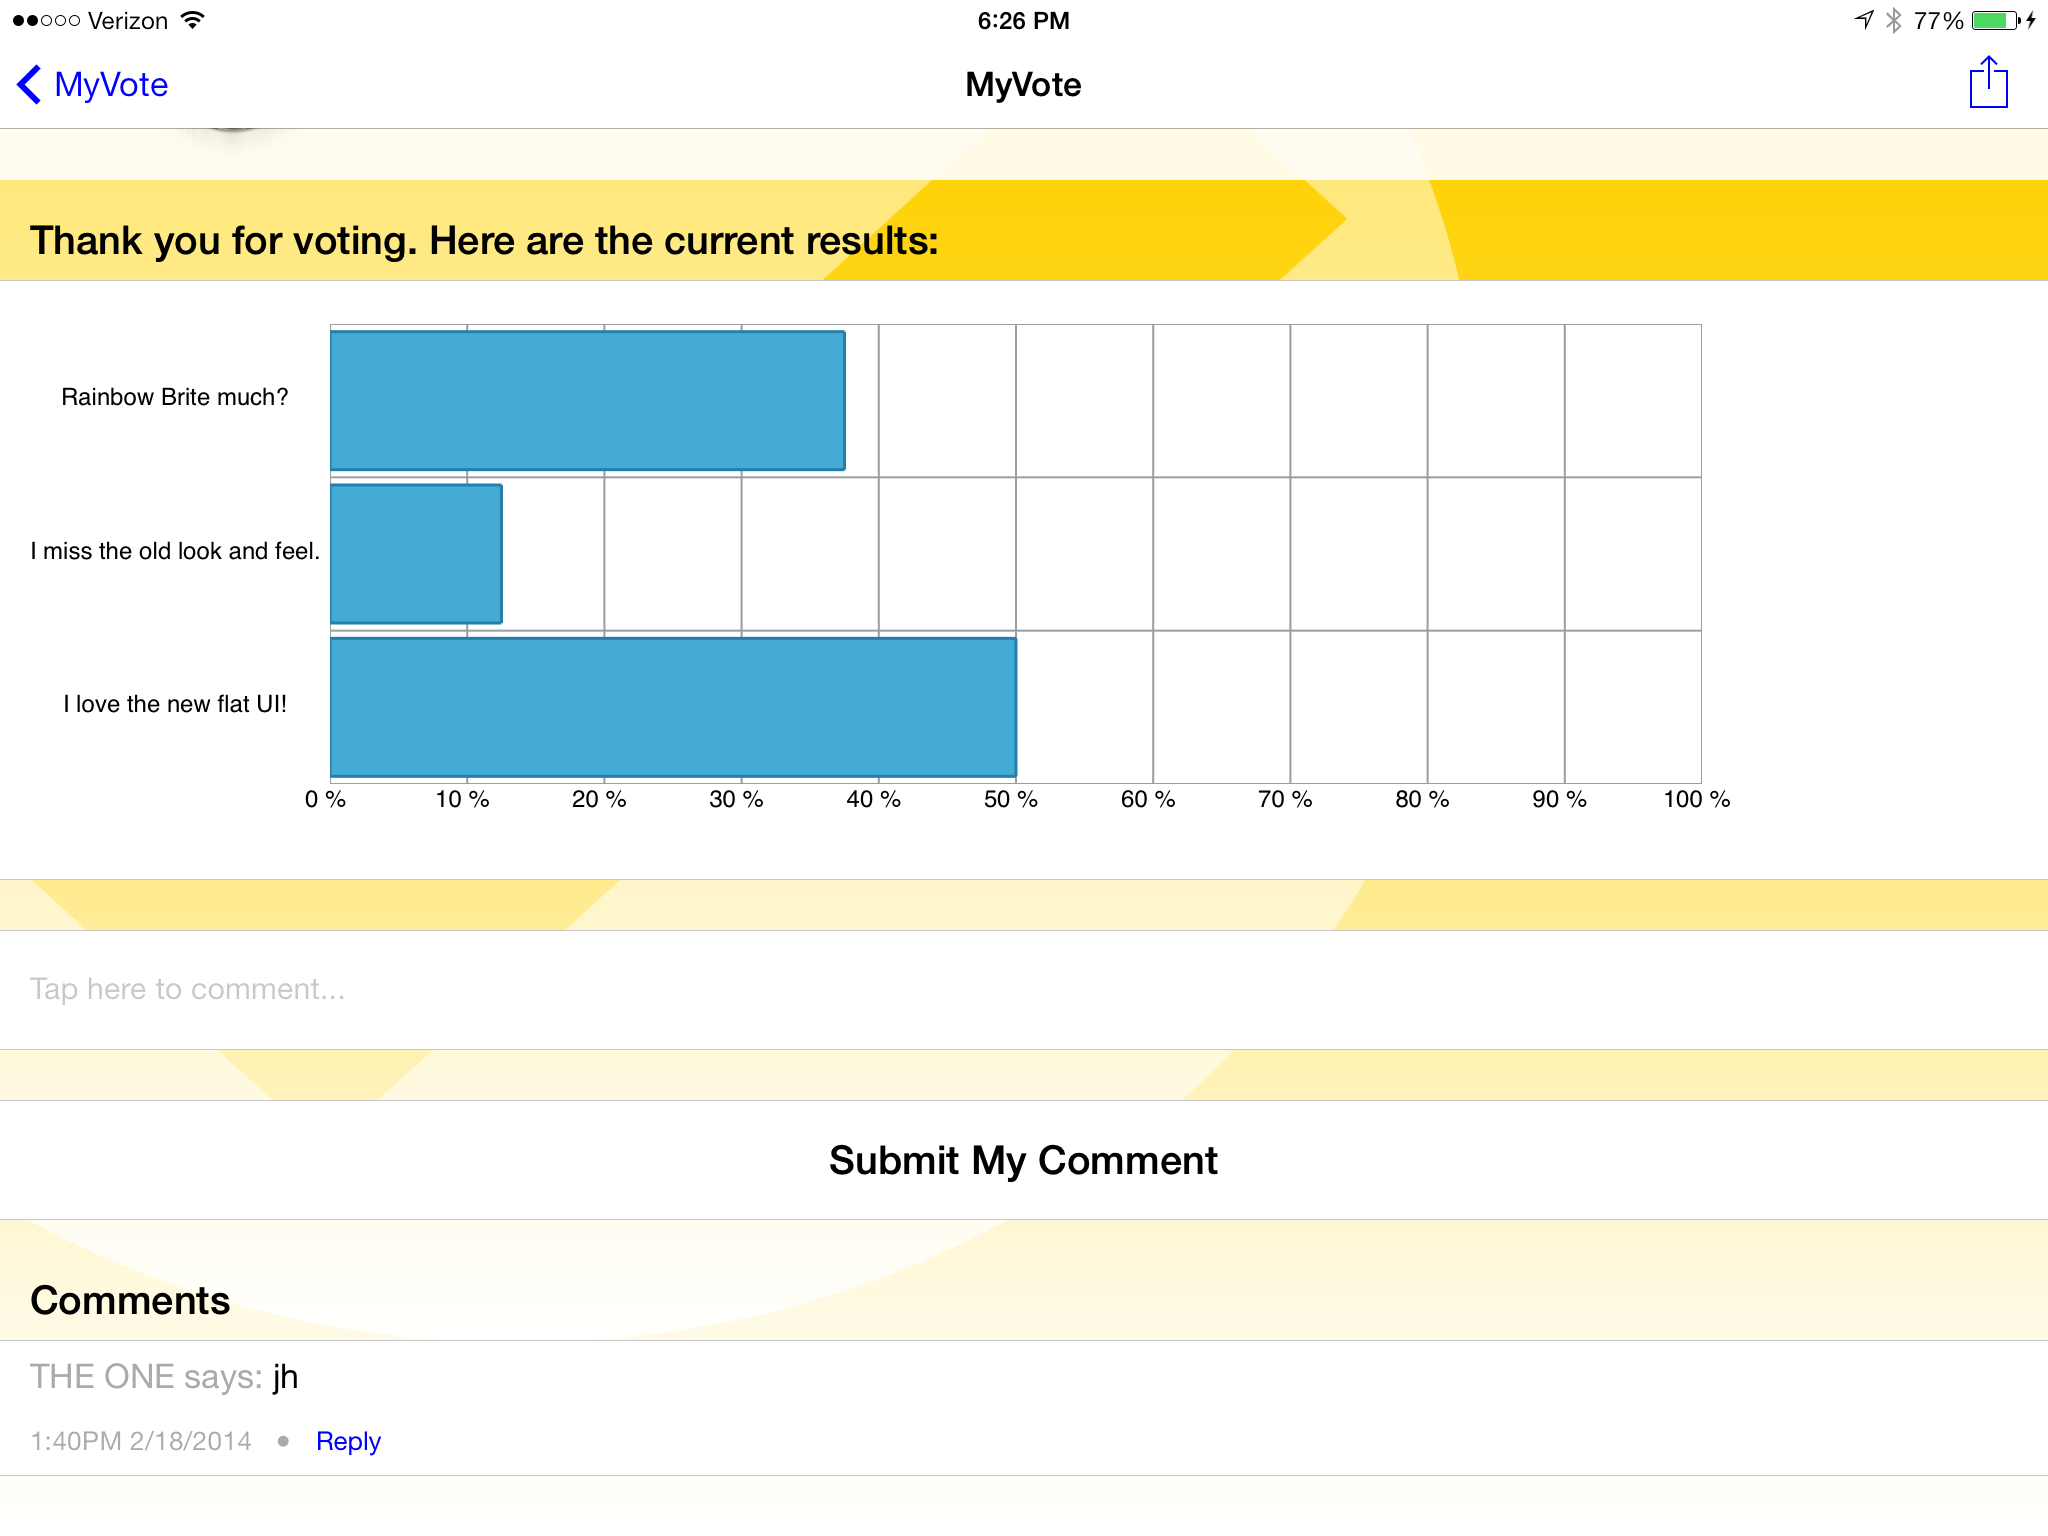 Verizon 6:26 PM 77%
MyVote MyVote
Thank you for voting. Here are the current results:
Rainbow Brite much?
I miss the old look and feel.
I love the new flat UI!
0 % 10 % 20 % 30 % 40 % 50 % 60 % 70 % 80 % 90 % 100 %
Tap here to comment...
Submit My Comment
Comments
THE ONE says: jh
1:40PM 2/18/2014 • Reply